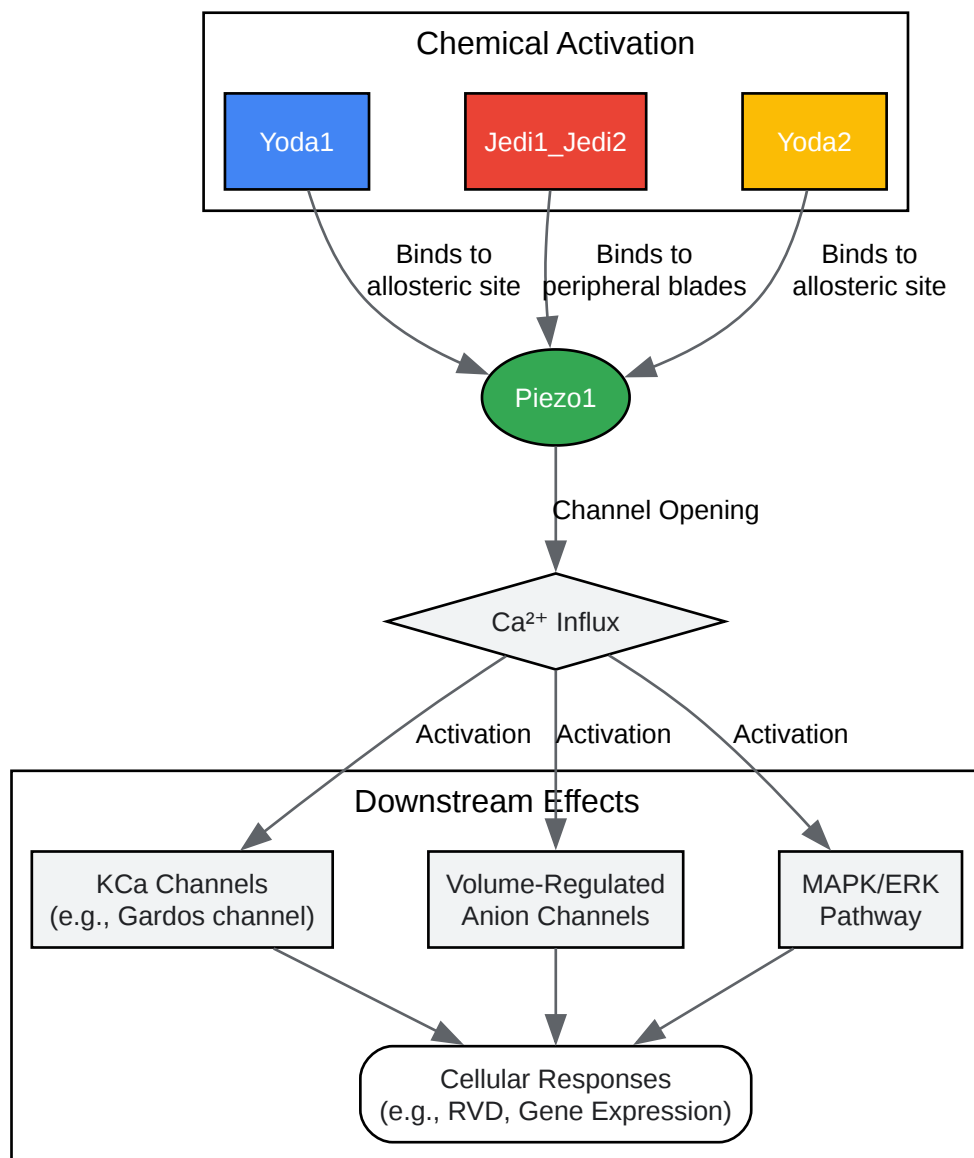 Chemical Activation
Yoda1
Jedi1_Jedi2
Yoda2
Binds to
allosteric site
Binds to
peripheral blades
Binds to
allosteric site
Piezo1
Channel Opening
Ca²⁺ Influx
Activation
Activation
Activation
Downstream Effects
KCa Channels
(e.g., Gardos channel)
Volume-Regulated
Anion Channels
MAPK/ERK
Pathway
Cellular Responses
(e.g., RVD, Gene Expression)